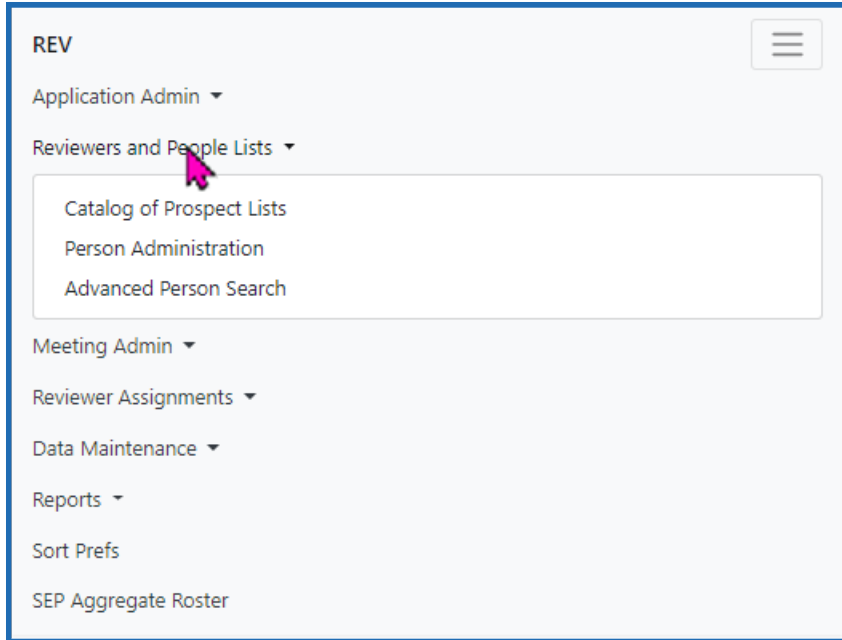 REV
Application Admin
Reviewers and People Lists
Catalog of Prospect Lists
Person Administration
Advanced Person Search
Meeting Admin
Reviewer Assignments
Data Maintenance
Reports
Sort Prefs
SEP Aggregate Roster